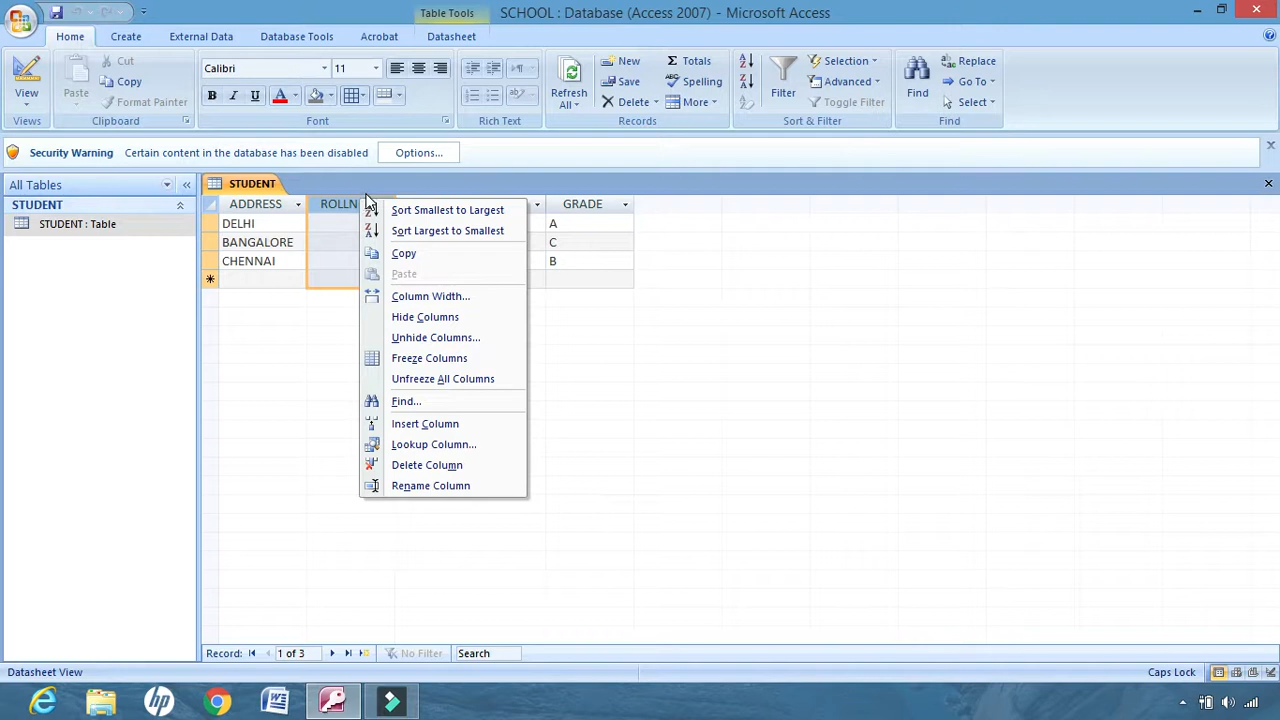 Table Tools
SCHOOL : Database (Access 2007) - Microsoft Access
Home
Create
External Data
Database Tools
Acrobat
Datasheet
View
Views
Paste
Cut
Copy
Format Painter
Clipboard
Calibri
11
B I U A
Font
Rich Text
Refresh
All
New
Save
Delete
Totals
Spelling
More
Records
Filter
Selection
Advanced
Toggle Filter
Sort & Filter
Find
Replace
Go To
Select
Find
Security Warning
Certain content in the database has been disabled
Options...
All Tables
STUDENT
STUDENT : Table
STUDENT
ADDRESS
ROLLN
GRADE
DELHI
A
BANGALORE
C
CHENNAI
B
Sort Smallest to Largest
Sort Largest to Smallest
Copy
Paste
Column Width...
Hide Columns
Unhide Columns...
Freeze Columns
Unfreeze All Columns
Find...
Insert Column
Lookup Column...
Delete Column
Rename Column
Record:
1 of 3
No Filter
Search
Datasheet View
Caps Lock